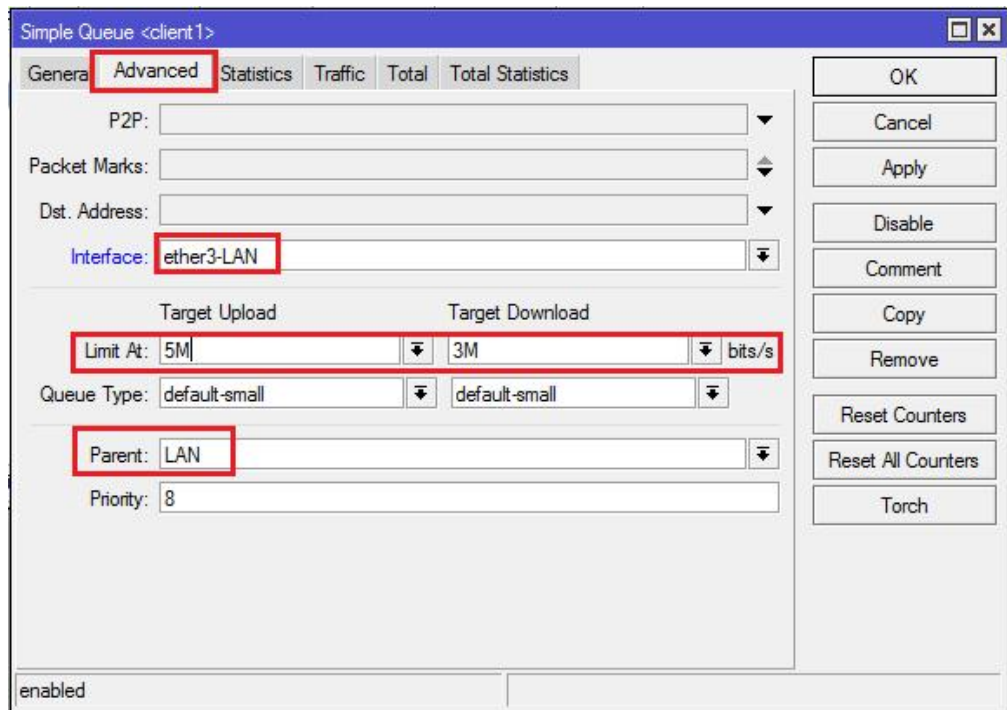 Simple Queue <client1>
Genera Advanced Statistics Traffic Total Total Statistics
P2P:
Packet Marks:
Dst. Address:
Interface: ether3-LAN
Target Upload Target Download
Limit At: 5M 3M bits/s
Queue Type: default-small default-small
Parent: LAN
Priority: 8
OK
Cancel
Apply
Disable
Comment
Copy
Remove
Reset Counters
Reset All Counters
Torch
enabled